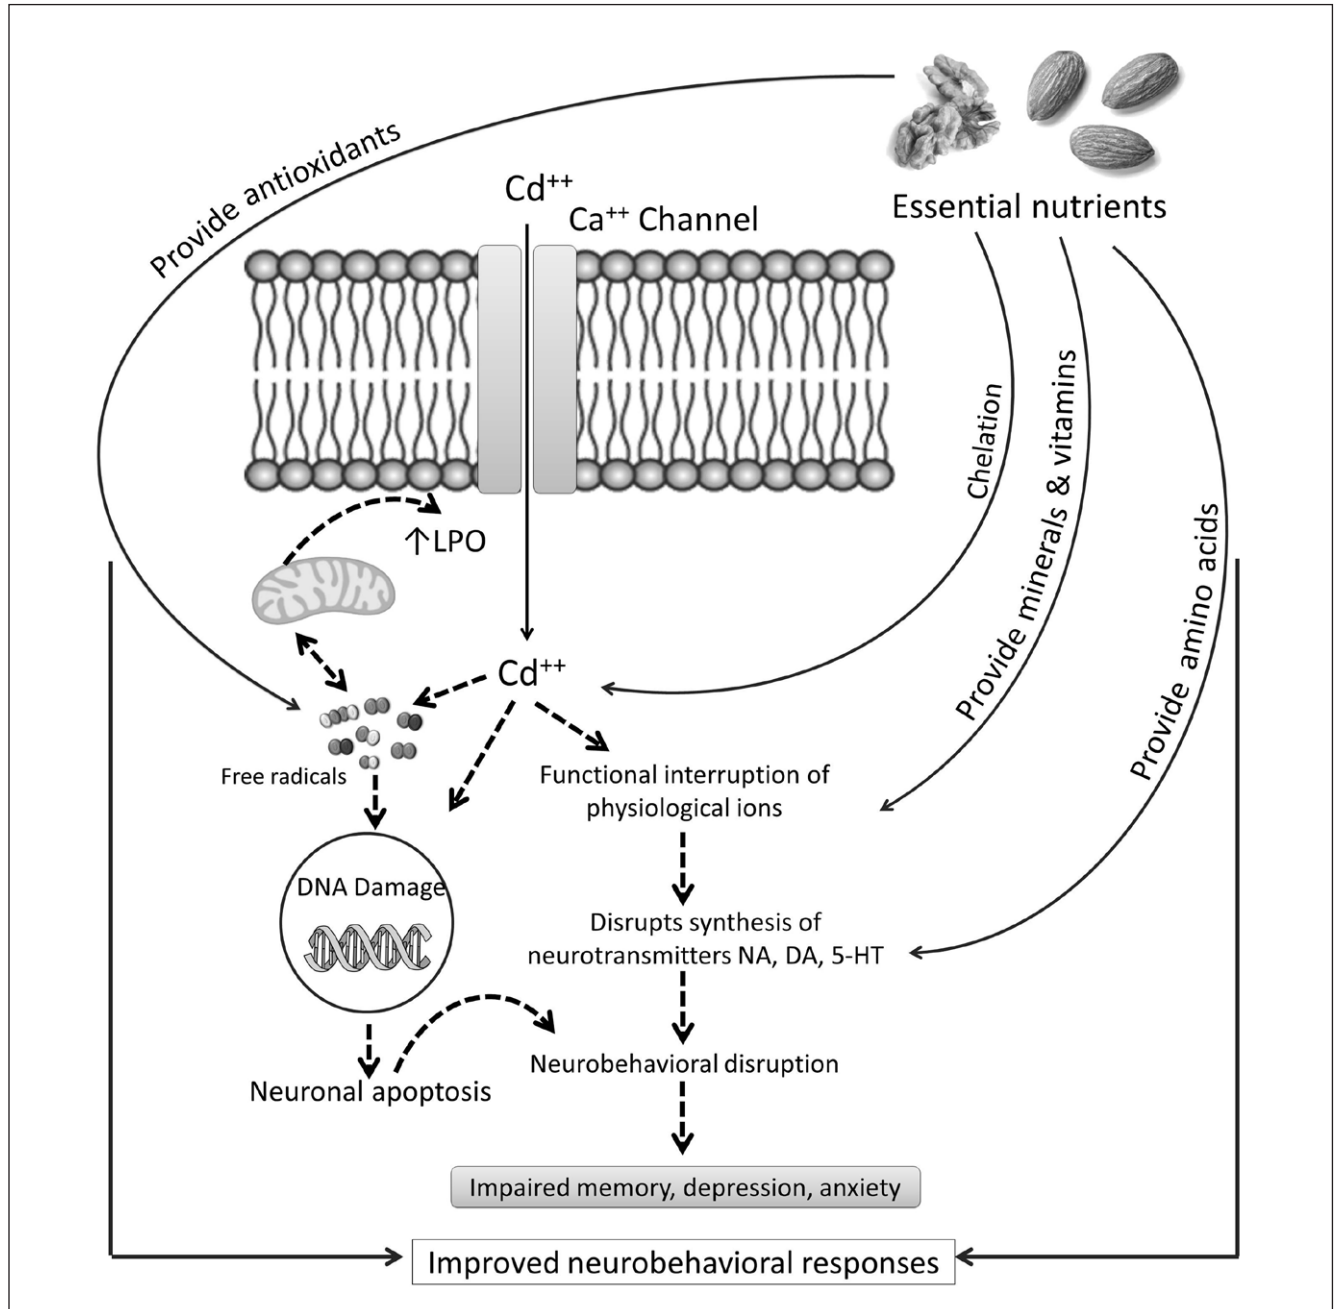 Provide antioxidants
Cd⁺⁺
Ca⁺⁺ Channel
Essential nutrients
Chelation
Provide minerals & vitamins
Provide amino acids
↑LPO
Cd⁺⁺
Free radicals
Functional interruption of
physiological ions
DNA Damage
Disrupts synthesis of
neurotransmitters NA, DA, 5-HT
Neuronal apoptosis
Neurobehavioral disruption
Impaired memory, depression, anxiety
Improved neurobehavioral responses